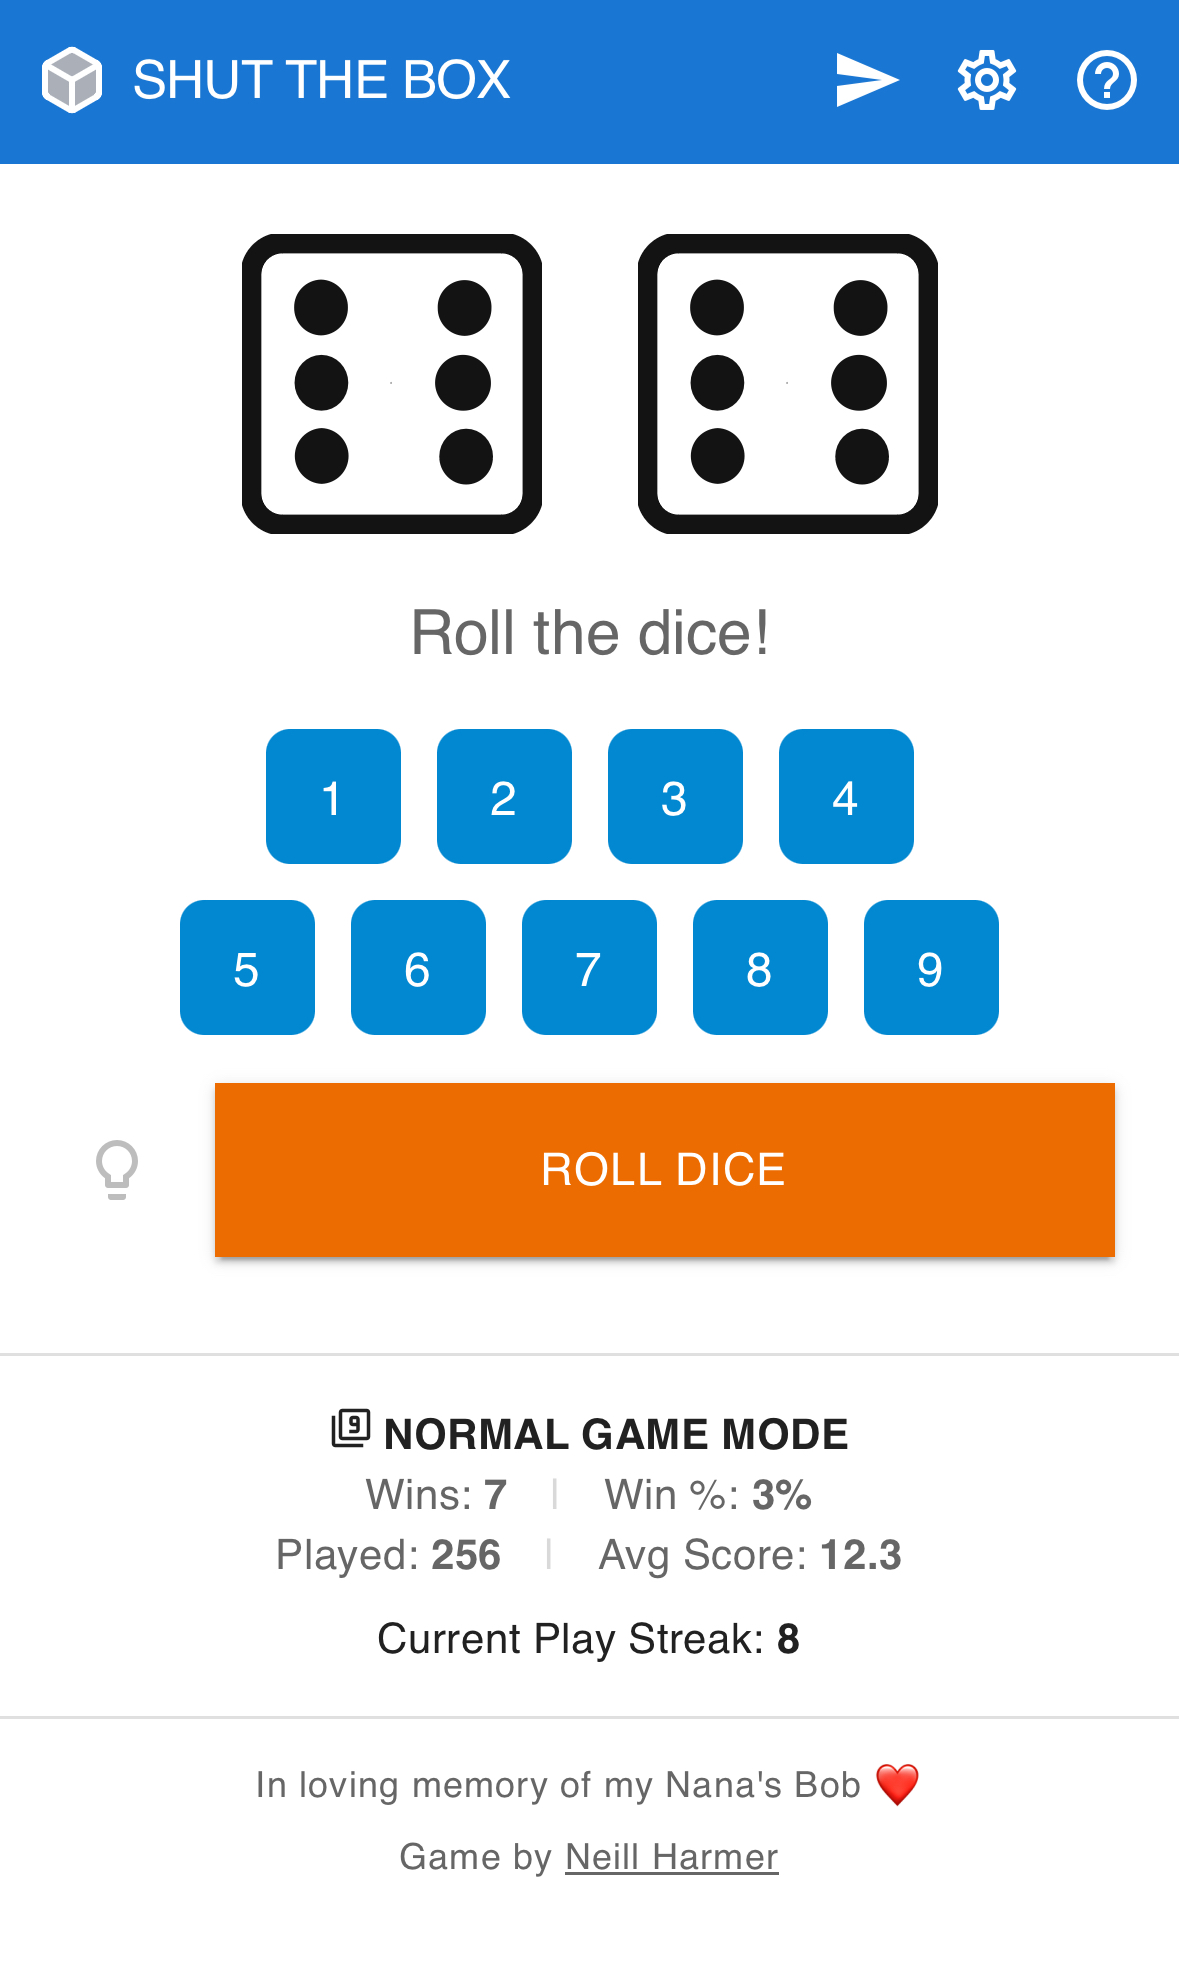 SHUT THE BOX
Roll the dice!
1 2 3 4
5 6 7 8 9
ROLL DICE
9 NORMAL GAME MODE
Wins: 7 | Win %: 3%
Played: 256 | Avg Score: 12.3
Current Play Streak: 8
In loving memory of my Nana's Bob ❤️
Game by Neill Harmer